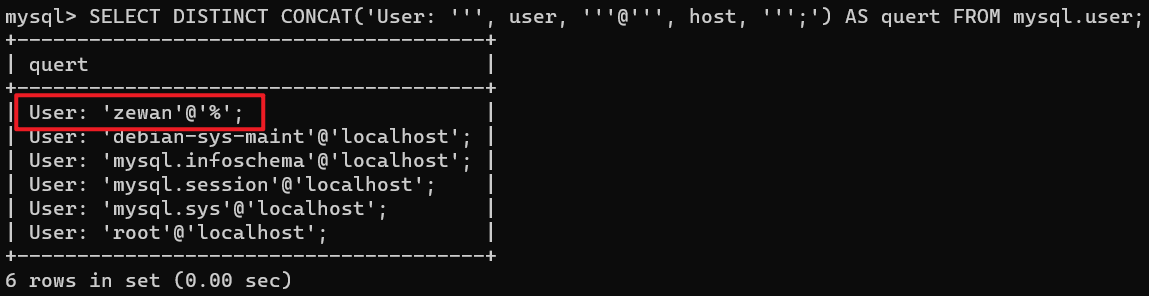 mysql> SELECT DISTINCT CONCAT('User: ''', user, '''@''', host, ''';') AS quert FROM mysql.user;
+---------------------------------------+
| quert                                 |
+---------------------------------------+
| User: 'zewan'@'%';                    |
| User: 'debian-sys-maint'@'localhost'; |
| User: 'mysql.infoschema'@'localhost'; |
| User: 'mysql.session'@'localhost';    |
| User: 'mysql.sys'@'localhost';        |
| User: 'root'@'localhost';             |
+---------------------------------------+
6 rows in set (0.00 sec)